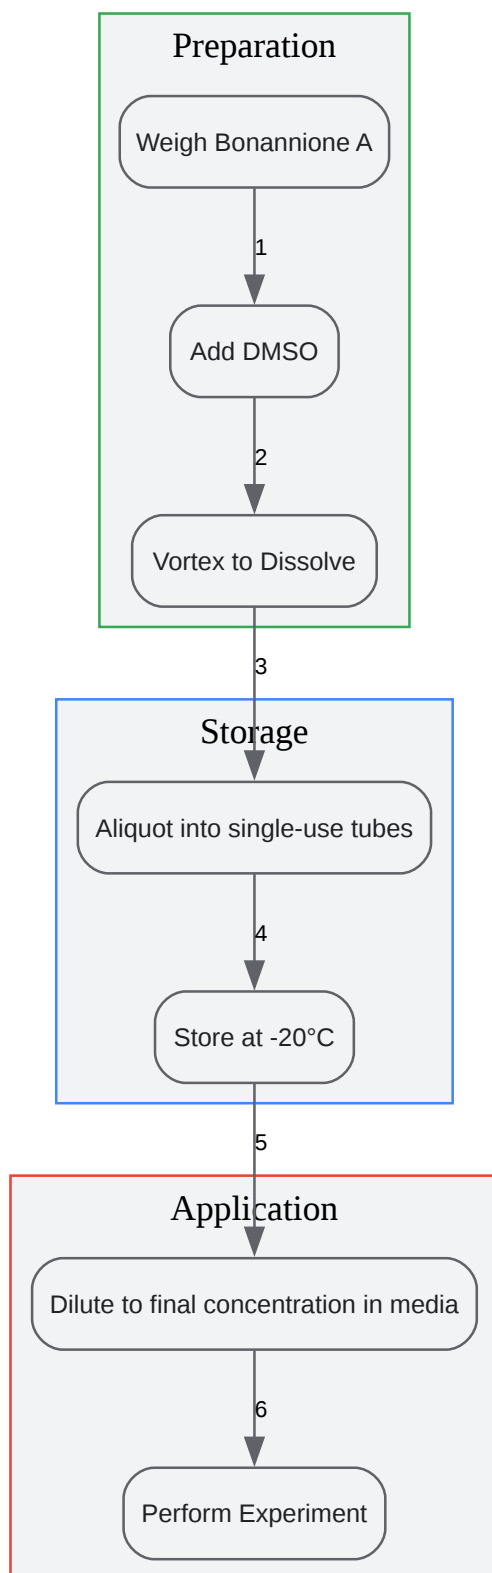 Preparation
Weigh Bonannione A
1
Add DMSO
2
Vortex to Dissolve
3
Storage
Aliquot into single-use tubes
4
Store at -20°C
5
Application
Dilute to final concentration in media
6
Perform Experiment